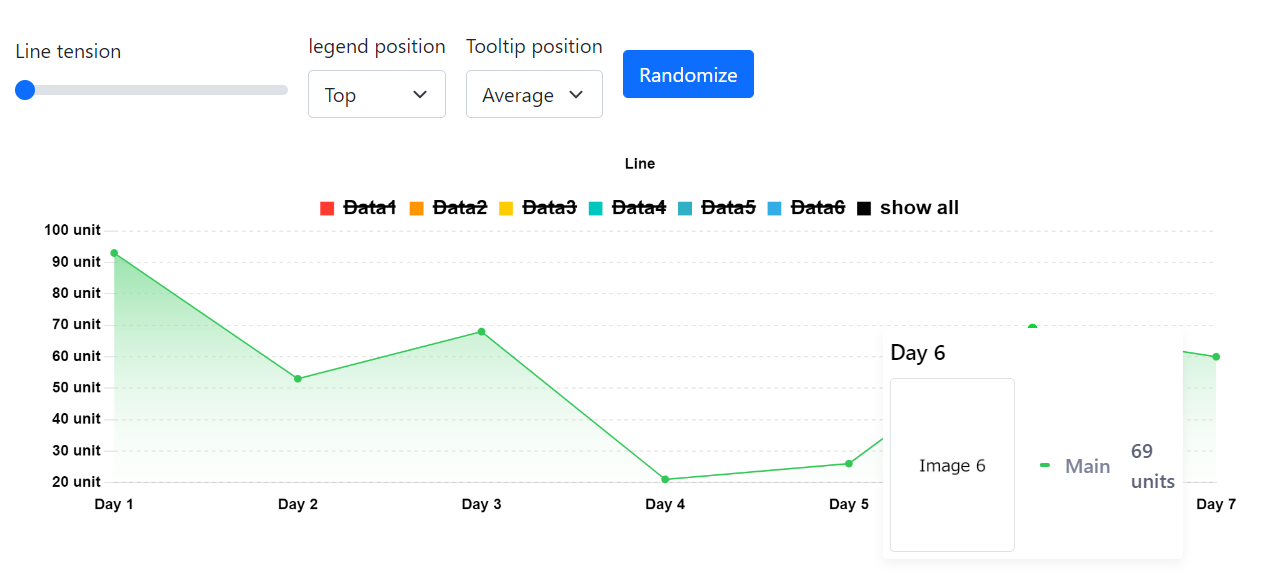 Line tension
legend position
Tooltip position
Top
Average
Randomize
Line
Data1 Data2 Data3 Data4 Data5 Data6 show all
100 unit
90 unit
80 unit
70 unit
60 unit
50 unit
40 unit
30 unit
20 unit
Day 1 Day 2 Day 3 Day 4 Day 5 Day 7
Day 6
Image 6
Main
69
units